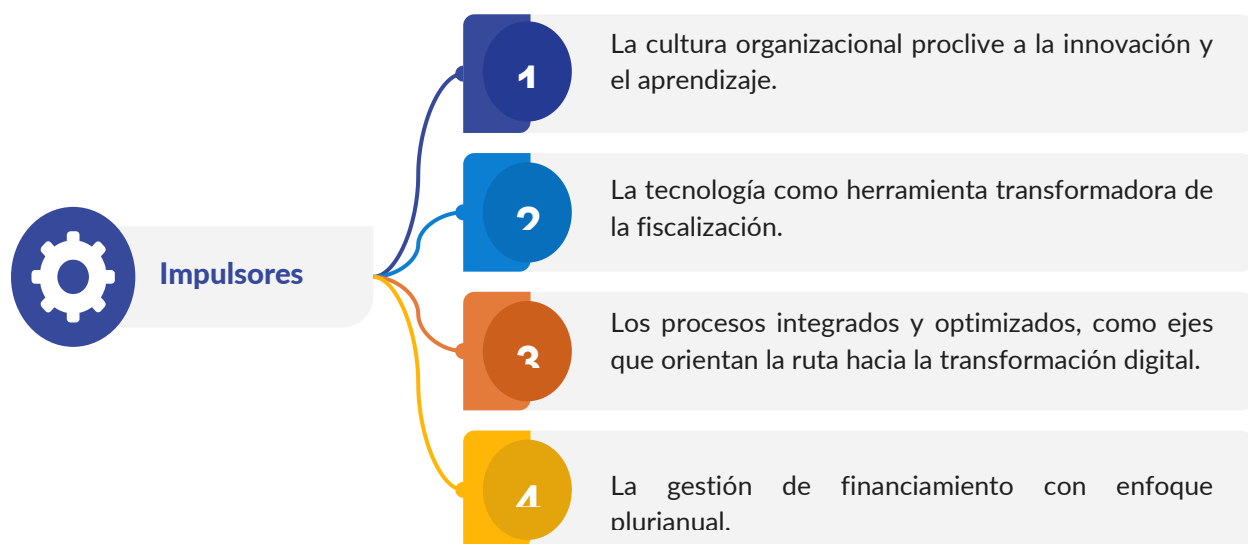 Impulsores
1
La cultura organizacional proclive a la innovación y
el aprendizaje.
2
La tecnología como herramienta transformadora de
la fiscalización.
3
Los procesos integrados y optimizados, como ejes
que orientan la ruta hacia la transformación digital.
4
La gestión de financiamiento con enfoque
plurianual.